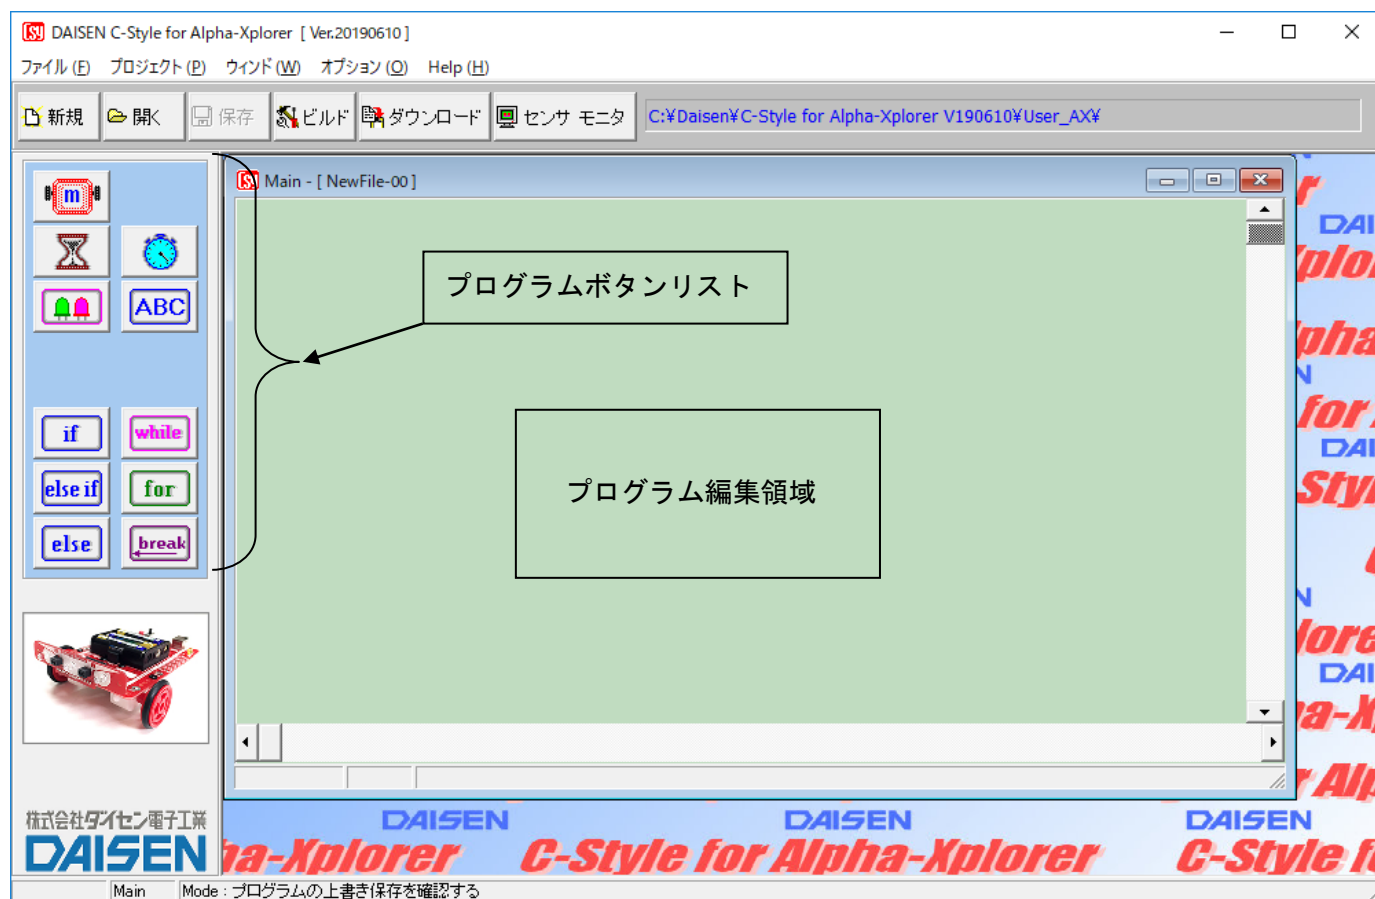 DAISEN C-Style for Alpha-Xplorer [ Ver.20190610 ]
ファイル (F) プロジェクト (P) ウィンド (W) オプション (O) Help (H)
新規 開く 保存 ビルド ダウンロード センサ モニタ C:¥Daisen¥C-Style for Alpha-Xplorer V190610¥User_AX¥
m
Main - [ NewFile-00 ]
ABC
プログラムボタンリスト
if while
else if for
else break
プログラム編集領域
株式会社ダイセン電子工業
DAISEN
DAISEN DAISEN DAISEN
ha-Xplorer C-Style for Alpha-Xplorer C-Style f
Main Mode : プログラムの上書き保存を確認する